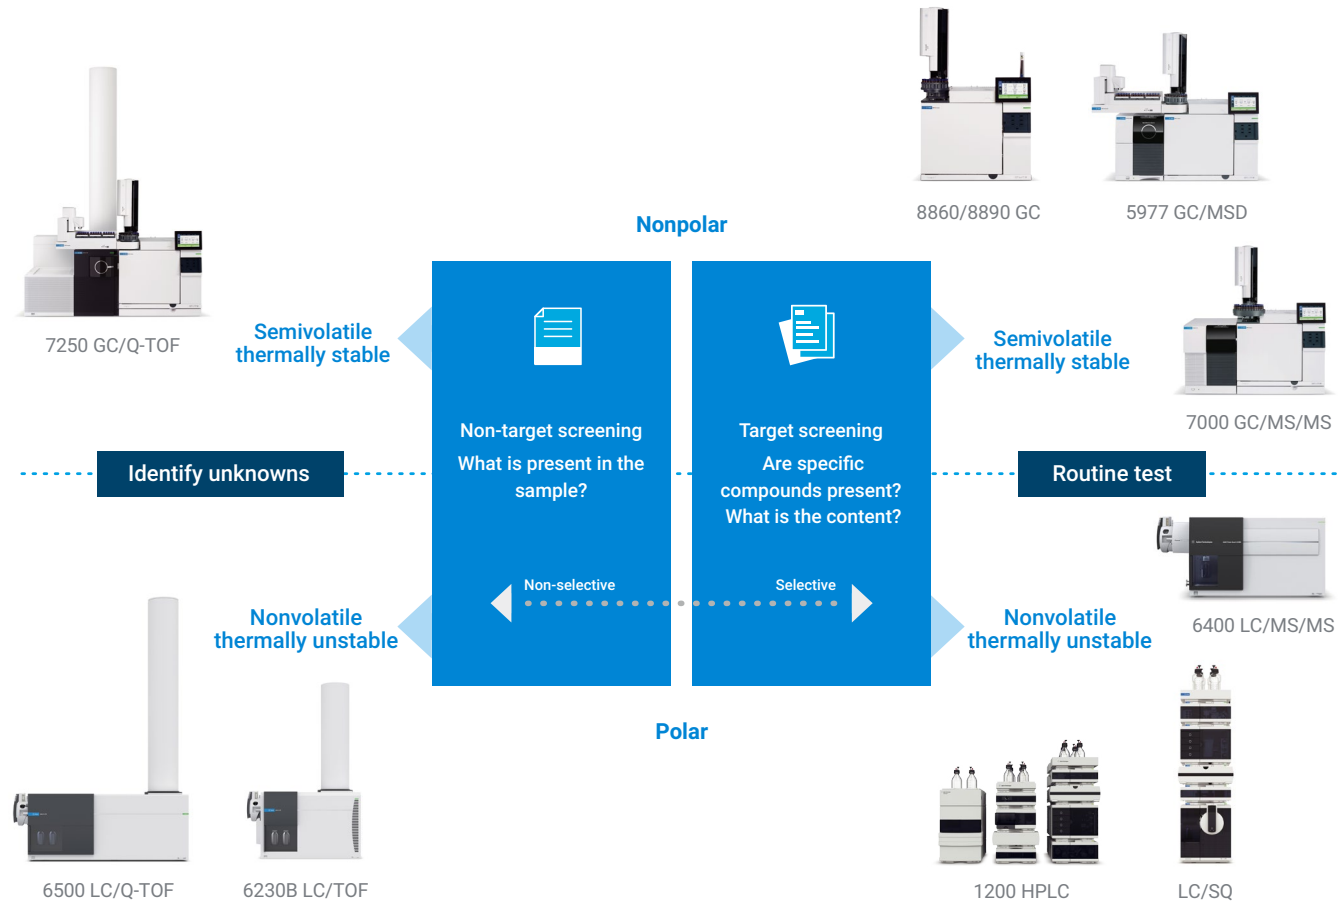 8860/8890 GC
5977 GC/MSD
Nonpolar
7250 GC/Q-TOF
Semivolatile
thermally stable
Semivolatile
thermally stable
7000 GC/MS/MS
Non-target screening
What is present in the
sample?
Target screening
Are specific
compounds present?
What is the content?
Identify unknowns
Routine test
Non-selective
Selective
Nonvolatile
thermally unstable
Nonvolatile
thermally unstable
6400 LC/MS/MS
Polar
6500 LC/Q-TOF
6230B LC/TOF
1200 HPLC
LC/SQ